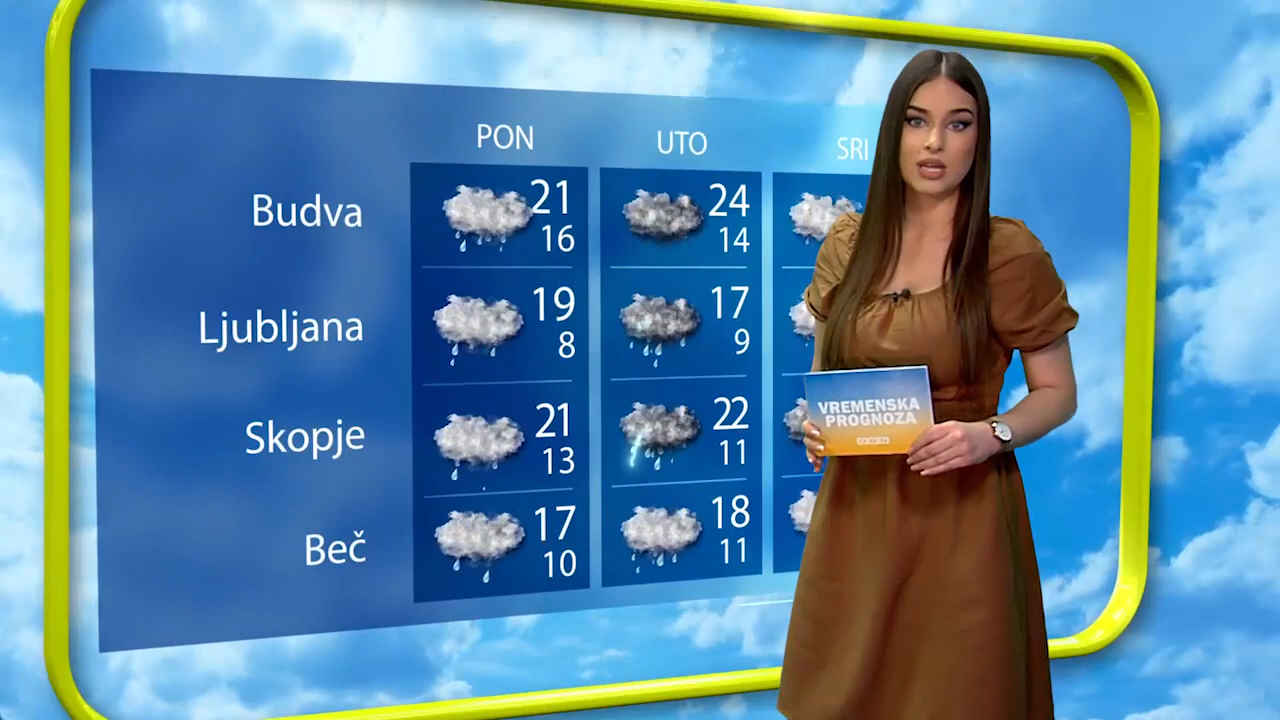 PON UTO SRI
Budva 21 24
16 14
Ljubljana 19 17
8 9
Skopje 21 22
13 11
Beč 17 18
10 11
VREMENSKA
PROGNOZA